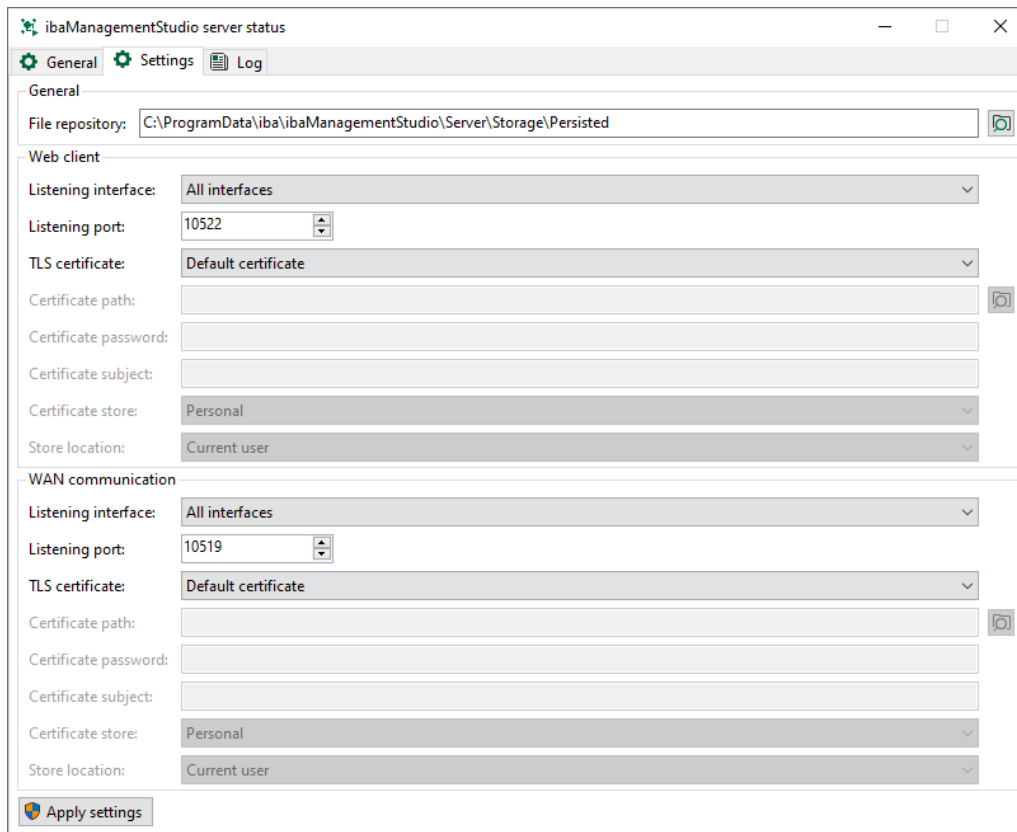 ibaManagementStudio server status
General Settings Log
General
File repository: C:\ProgramData\iba\ibaManagementStudio\Server\Storage\Persisted
Web client
Listening interface: All interfaces
Listening port: 10522
TLS certificate: Default certificate
Certificate path:
Certificate password:
Certificate subject:
Certificate store: Personal
Store location: Current user
WAN communication
Listening interface: All interfaces
Listening port: 10519
TLS certificate: Default certificate
Certificate path:
Certificate password:
Certificate subject:
Certificate store: Personal
Store location: Current user
Apply settings